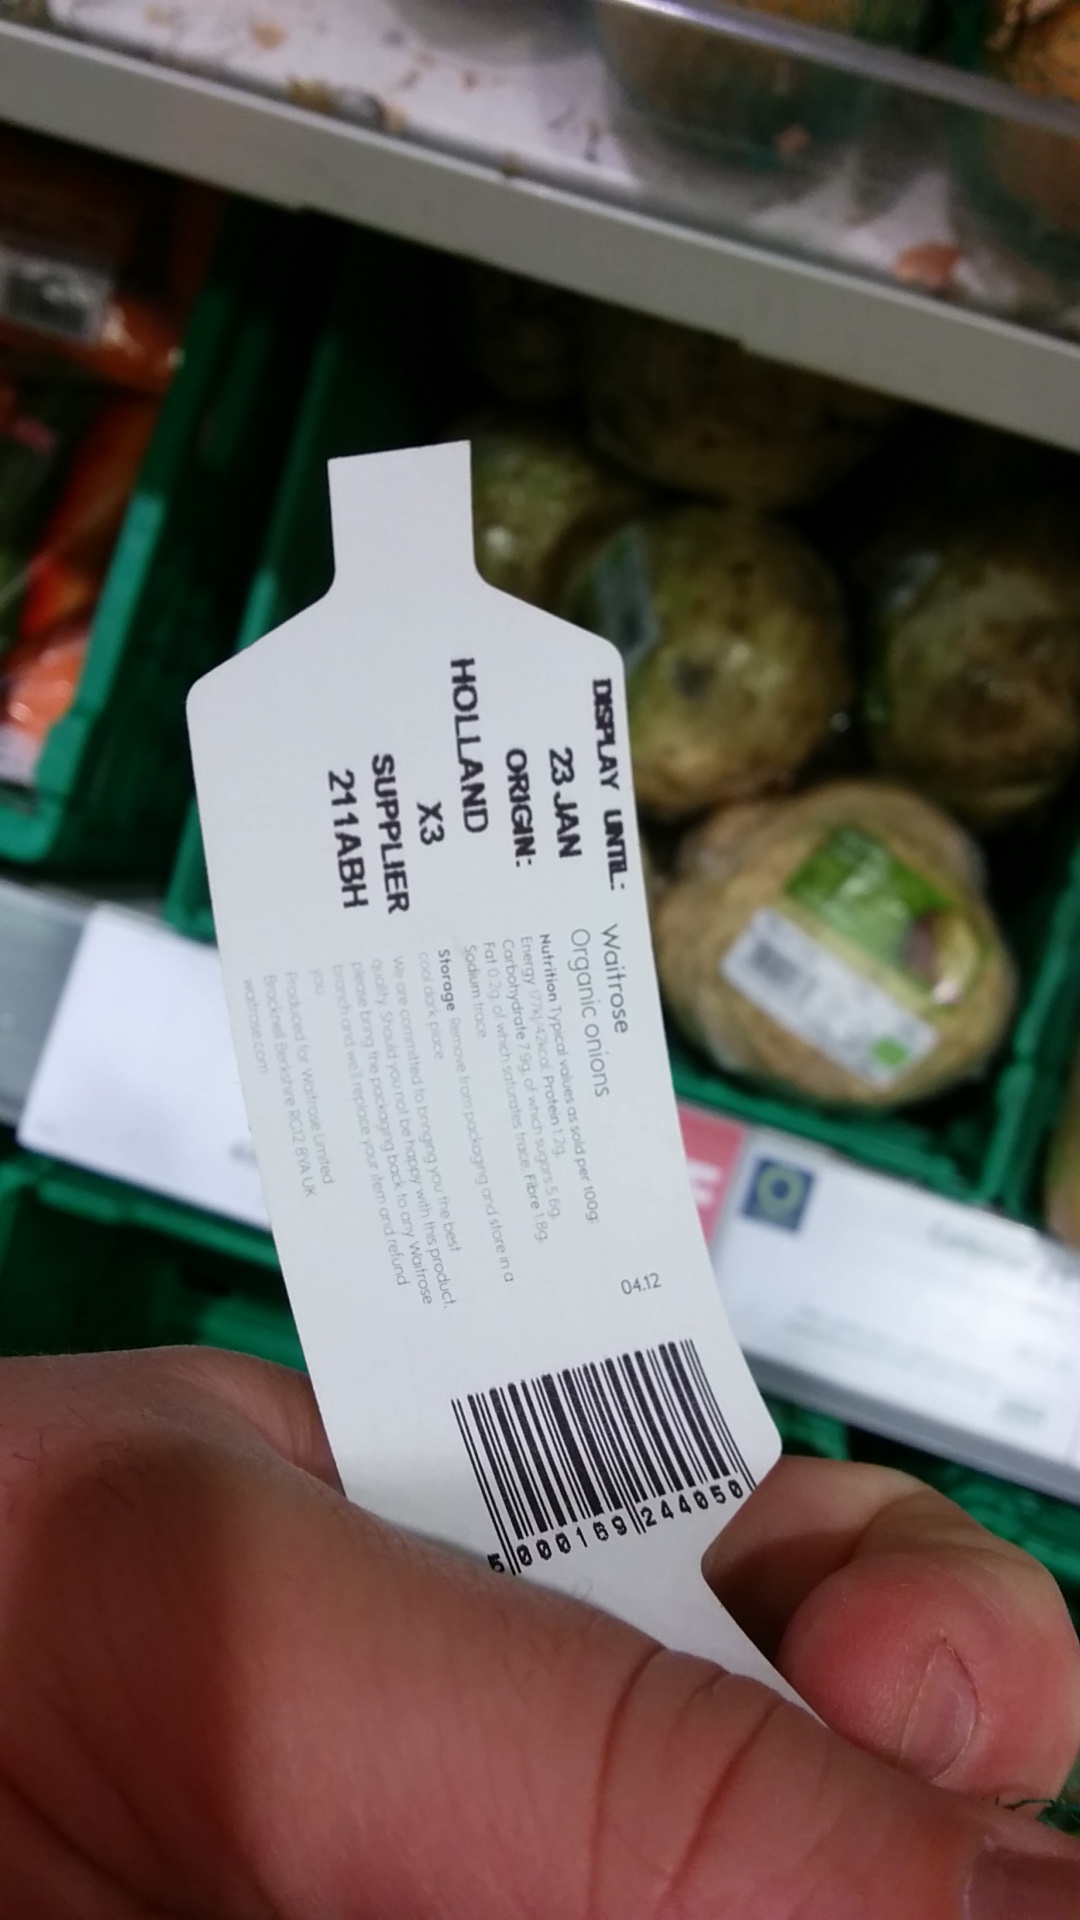 DISPLAY UNTIL:
23 JAN
ORIGIN:
HOLLAND
X3
SUPPLIER
211ABH
Waitrose
Organic onions
Nutrition Typical values as sold per 100g:
Energy 177kJ/42kcal. Protein 1.2g.
Carbohydrate 7.9g, of which sugars 5.6g.
Fat 0.2g, of which saturates trace. Fibre 1.8g.
Sodium trace.
Storage Remove from packaging and store in a
cool dark place
We are committed to bringing you the best
quality. Should you not be happy with this product,
please bring the packaging back to any Waitrose
branch and we'll replace your item and refund
you
Produced for Waitrose Limited
Bracknell Berkshire RG12 8YA UK
waitrose.com
04.12
5 000169 244050